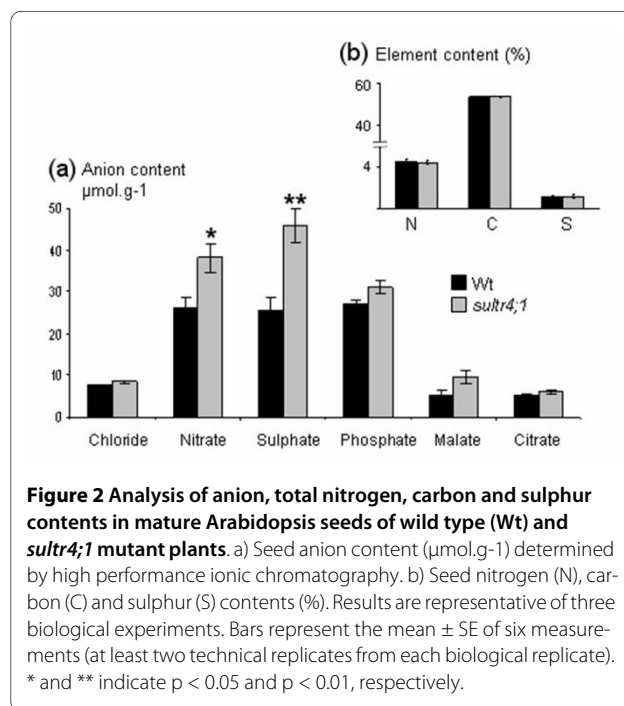 (b) Element content (%)
60
40
4
N C S
(a) Anion content
µmol.g-1
50
40
30
20
10
0
* **
Wt
sultr4;1
Chloride Nitrate Sulphate Phosphate Malate Citrate
Figure 2 Analysis of anion, total nitrogen, carbon and sulphur
contents in mature Arabidopsis seeds of wild type (Wt) and
sultr4;1 mutant plants. a) Seed anion content (µmol.g-1) determined
by high performance ionic chromatography. b) Seed nitrogen (N), car-
bon (C) and sulphur (S) contents (%). Results are representative of three
biological experiments. Bars represent the mean ± SE of six measure-
ments (at least two technical replicates from each biological replicate).
* and ** indicate p < 0.05 and p < 0.01, respectively.